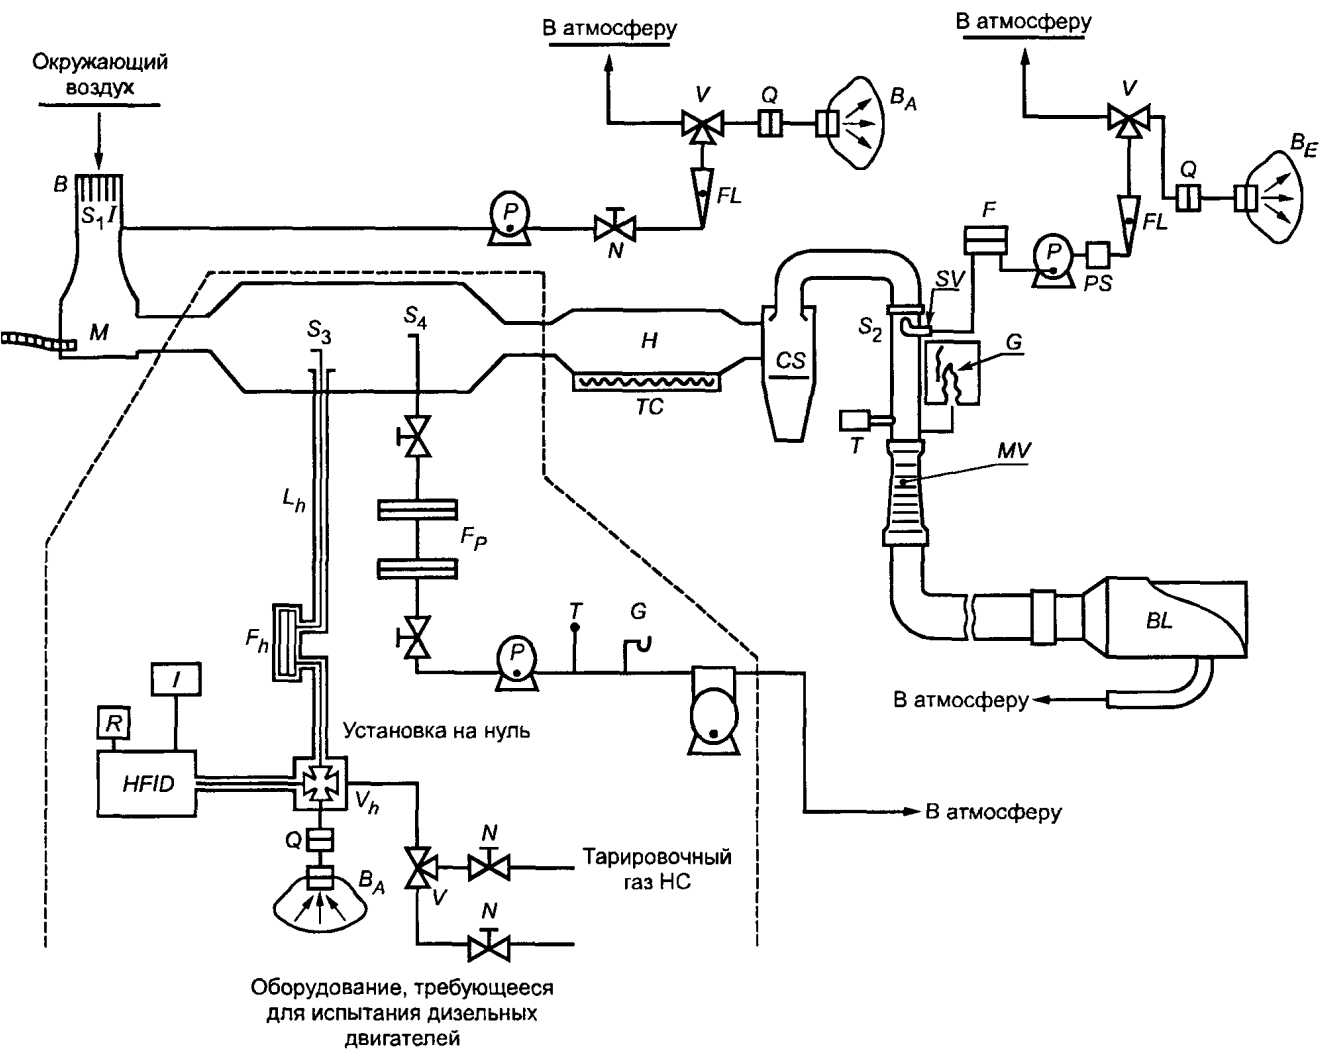 В атмосферу
В атмосферу
Окружающий
воздух
V
Q
B_A
V
B
S_1 I
P
N
FL
Q
B_E
F
P
PS
FL
SV
M
S_3
S_4
H
TC
CS
S_2
G
T
MV
L_h
F_P
F_h
T
G
P
BL
В атмосферу
I
R
Установка на нуль
HFID
V_h
В атмосферу
Q
B_A
V
N
Тарировочный
газ НС
N
Оборудование, требующееся
для испытания дизельных
двигателей